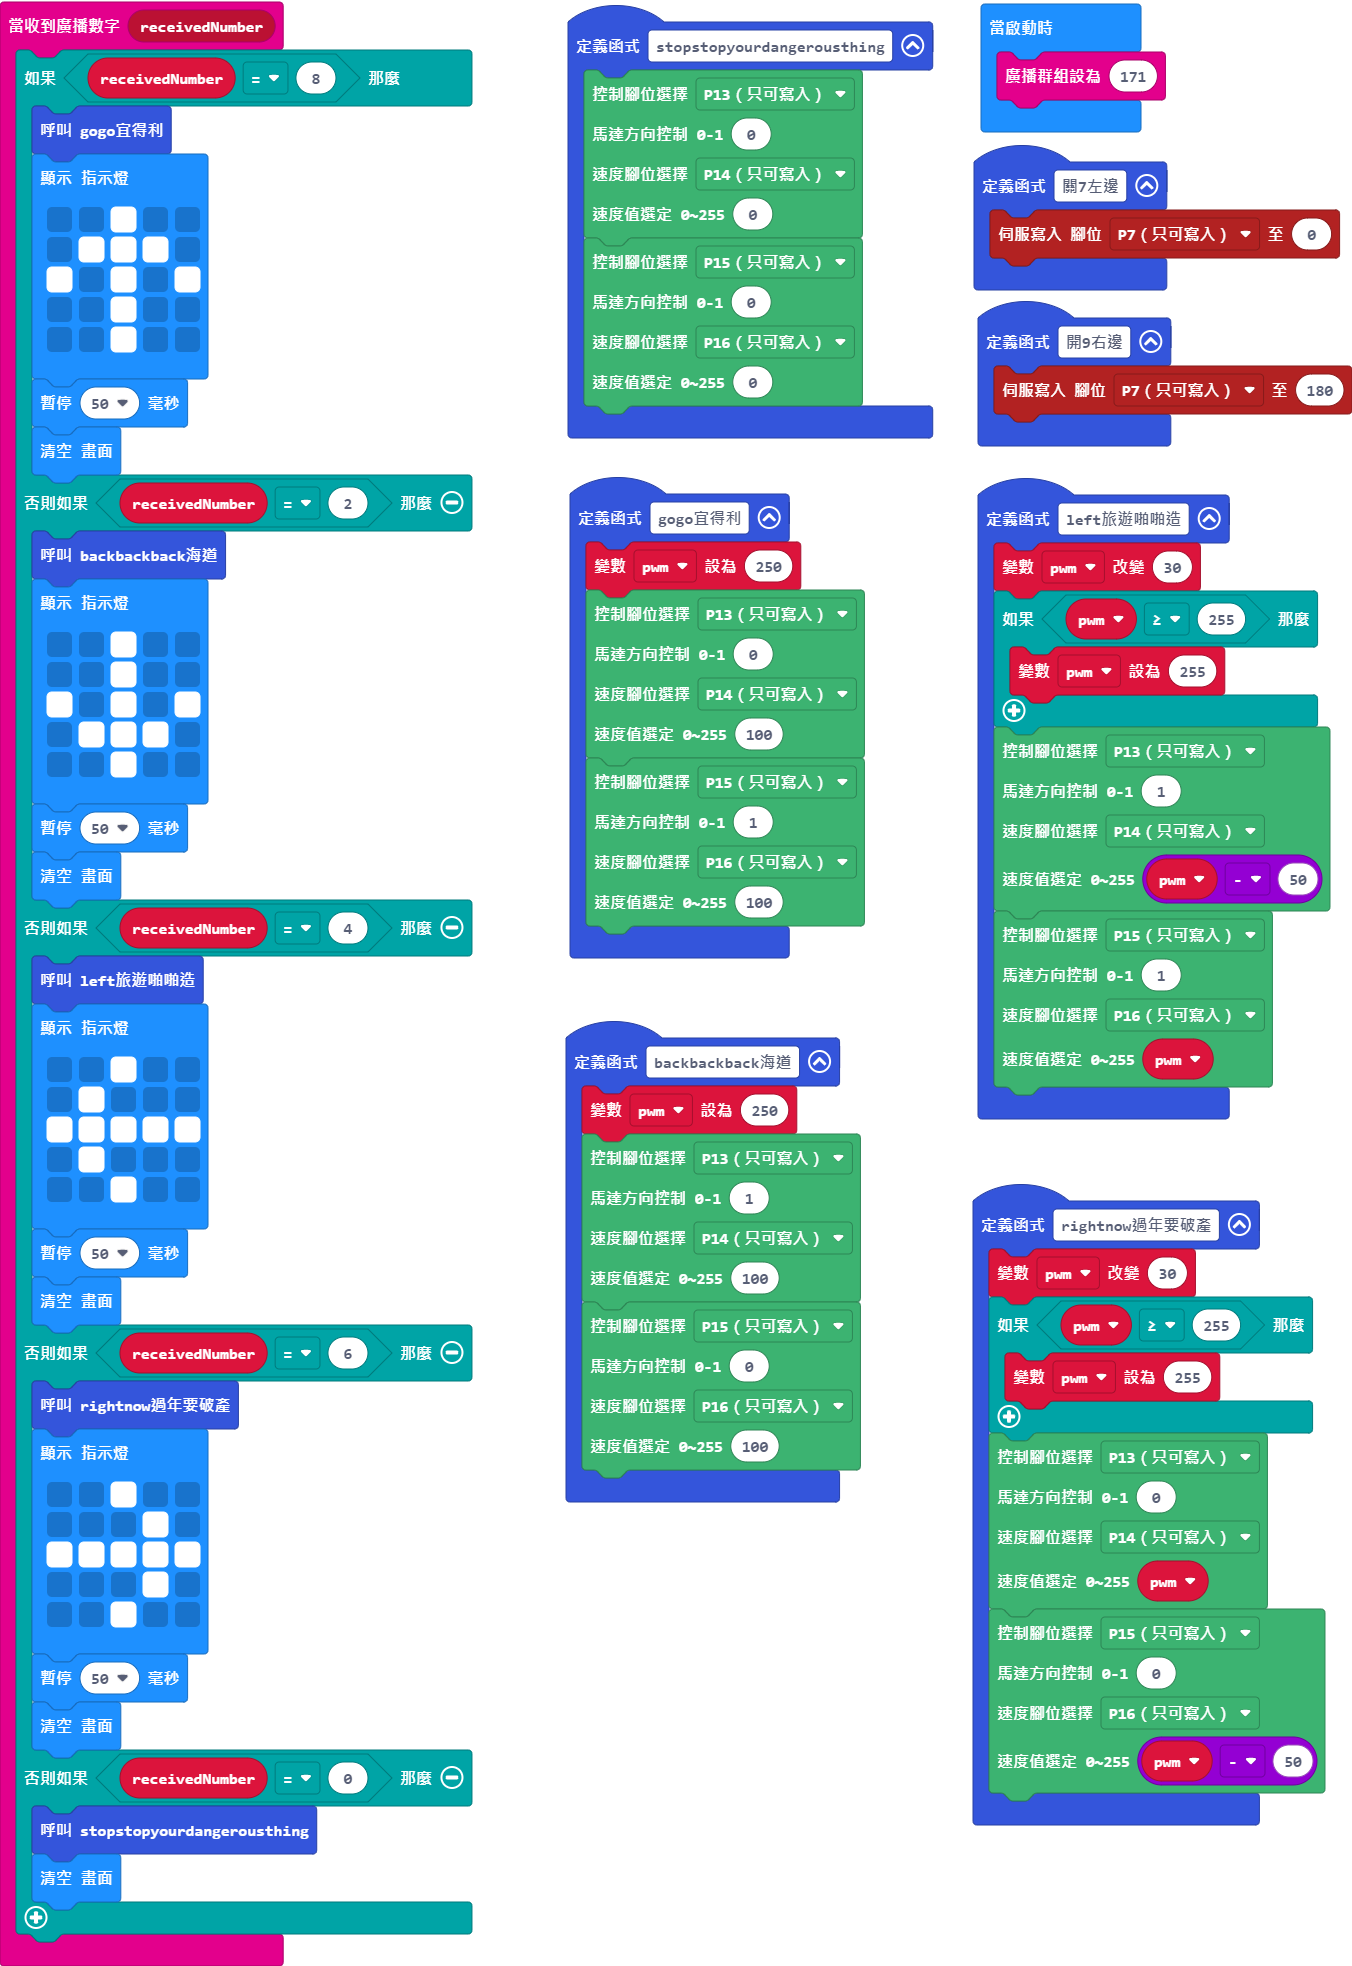 當收到廣播數字 receivedNumber
如果 receivedNumber = 8 那麼
呼叫 gogo宜得利
顯示 指示燈
暫停 50 毫秒
清空 畫面
否則如果 receivedNumber = 2 那麼
呼叫 backbackback海道
顯示 指示燈
暫停 50 毫秒
清空 畫面
否則如果 receivedNumber = 4 那麼
呼叫 left旅遊啪啪造
顯示 指示燈
暫停 50 毫秒
清空 畫面
否則如果 receivedNumber = 6 那麼
呼叫 rightnow過年要破產
顯示 指示燈
暫停 50 毫秒
清空 畫面
否則如果 receivedNumber = 0 那麼
呼叫 stopstopyourdangerousthing
清空 畫面
定義函式 stopstopyourdangerousthing
控制腳位選擇 P13(只可寫入)
馬達方向控制 0-1 0
速度腳位選擇 P14(只可寫入)
速度值選定 0~255 0
控制腳位選擇 P15(只可寫入)
馬達方向控制 0-1 0
速度腳位選擇 P16(只可寫入)
速度值選定 0~255 0
定義函式 gogo宜得利
變數 pwm 設為 250
控制腳位選擇 P13(只可寫入)
馬達方向控制 0-1 0
速度腳位選擇 P14(只可寫入)
速度值選定 0~255 100
控制腳位選擇 P15(只可寫入)
馬達方向控制 0-1 1
速度腳位選擇 P16(只可寫入)
速度值選定 0~255 100
定義函式 backbackback海道
變數 pwm 設為 250
控制腳位選擇 P13(只可寫入)
馬達方向控制 0-1 1
速度腳位選擇 P14(只可寫入)
速度值選定 0~255 100
控制腳位選擇 P15(只可寫入)
馬達方向控制 0-1 0
速度腳位選擇 P16(只可寫入)
速度值選定 0~255 100
當啟動時
廣播群組設為 171
定義函式 關7左邊
伺服寫入 腳位 P7(只可寫入) 至 0
定義函式 開9右邊
伺服寫入 腳位 P7(只可寫入) 至 180
定義函式 left旅遊啪啪造
變數 pwm 改變 30
如果 pwm ≥ 255 那麼
變數 pwm 設為 255
控制腳位選擇 P13(只可寫入)
馬達方向控制 0-1 1
速度腳位選擇 P14(只可寫入)
速度值選定 0~255 pwm - 50
控制腳位選擇 P15(只可寫入)
馬達方向控制 0-1 1
速度腳位選擇 P16(只可寫入)
速度值選定 0~255 pwm
定義函式 rightnow過年要破產
變數 pwm 改變 30
如果 pwm ≥ 255 那麼
變數 pwm 設為 255
控制腳位選擇 P13(只可寫入)
馬達方向控制 0-1 0
速度腳位選擇 P14(只可寫入)
速度值選定 0~255 pwm
控制腳位選擇 P15(只可寫入)
馬達方向控制 0-1 0
速度腳位選擇 P16(只可寫入)
速度值選定 0~255 pwm - 50